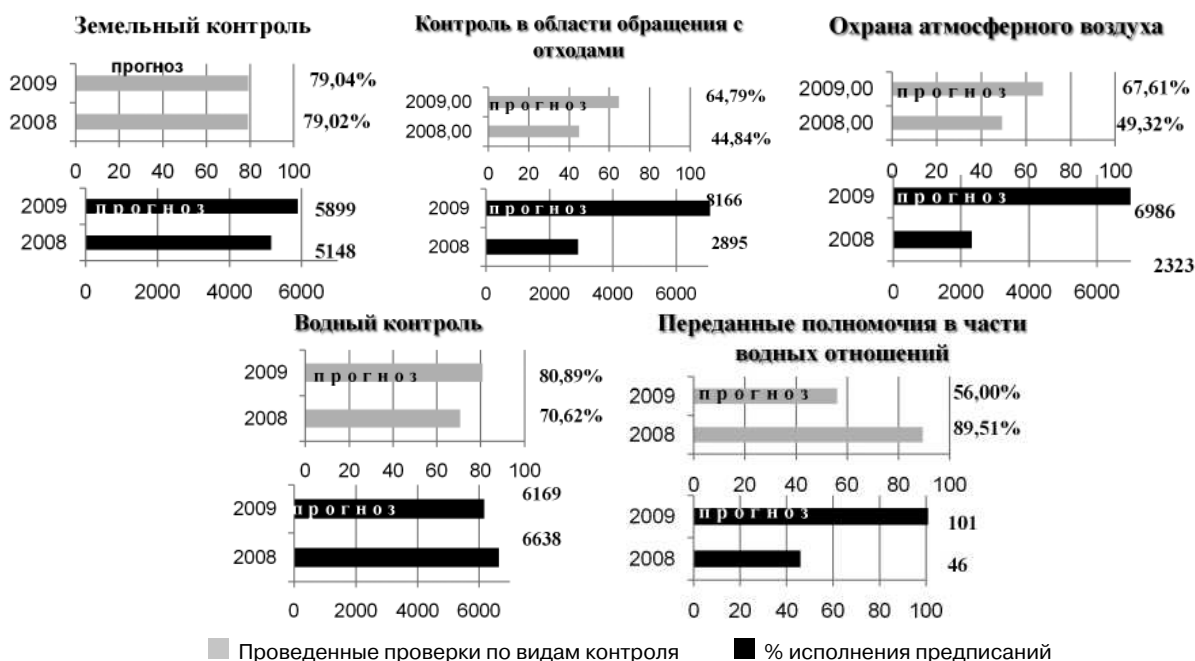 Земельный контроль
прогноз
2009
79,04%
2008
79,02%
0 20 40 60 80 100
2009
прогноз
5899
2008
5148
0 2000 4000 6000
Контроль в области обращения с
отходами
2009,00
прогноз
64,79%
2008,00
44,84%
0 20 40 60 80 100
2009
прогноз
8166
2008
2895
0 2000 4000 6000
Охрана атмосферного воздуха
2009,00
прогноз
67,61%
2008,00
49,32%
0 20 40 60 80 100
2009
прогноз
6986
2008
2323
0 2000 4000 6000
Водный контроль
2009
прогноз
80,89%
2008
70,62%
0 20 40 60 80 100
2009
прогноз
6169
2008
6638
0 2000 4000 6000
Переданные полномочия в части
водных отношений
2009
прогноз
56,00%
2008
89,51%
0 20 40 60 80 100
2009
прогноз
101
2008
46
0 20 40 60 80 100
Проведенные проверки по видам контроля
% исполнения предписаний